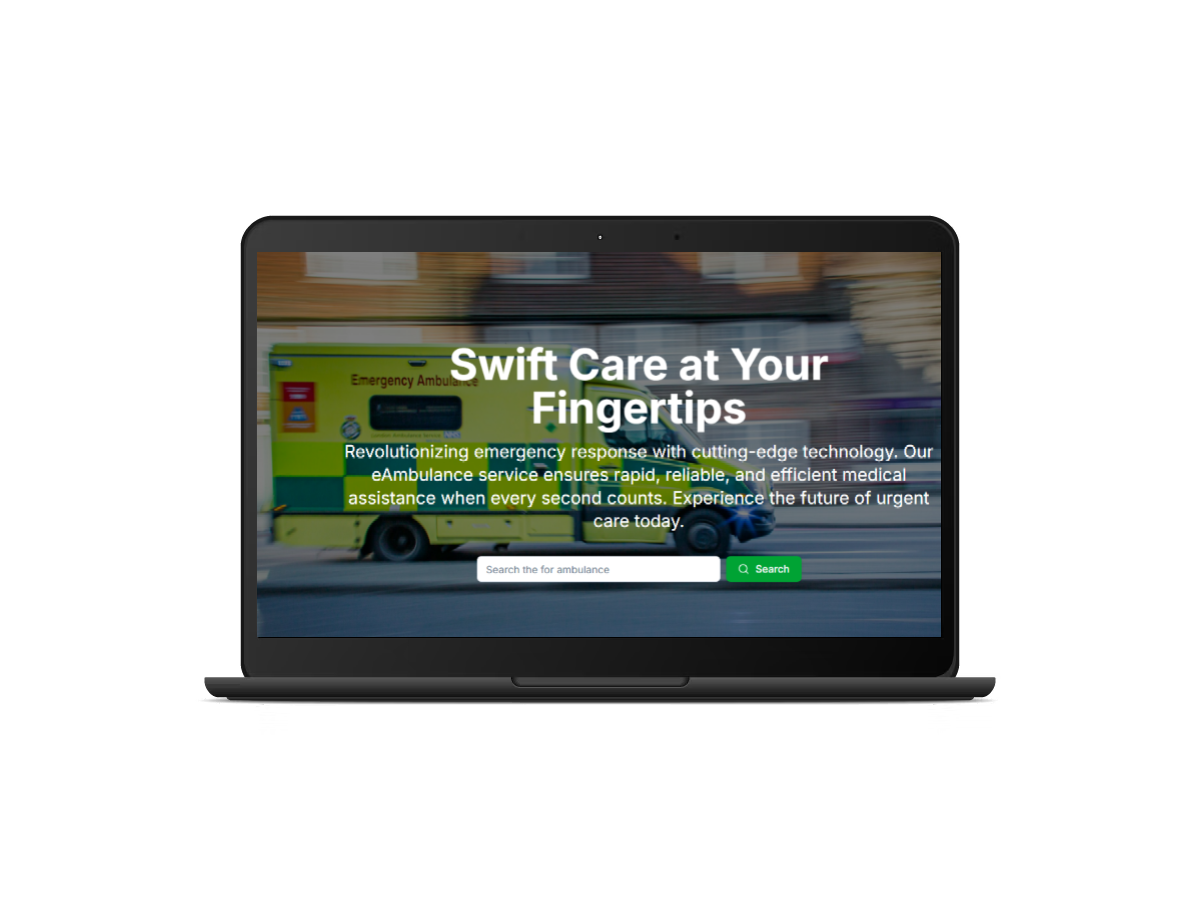 Emergency Ambulance
Swift Care at Your
Fingertips
NHS
Revolutionizing emergency response with cutting-edge technology. Our
eAmbulance service ensures rapid, reliable, and efficient medical
assistance when every second counts. Experience the future of urgent
care today.
Search the for ambulance
Search